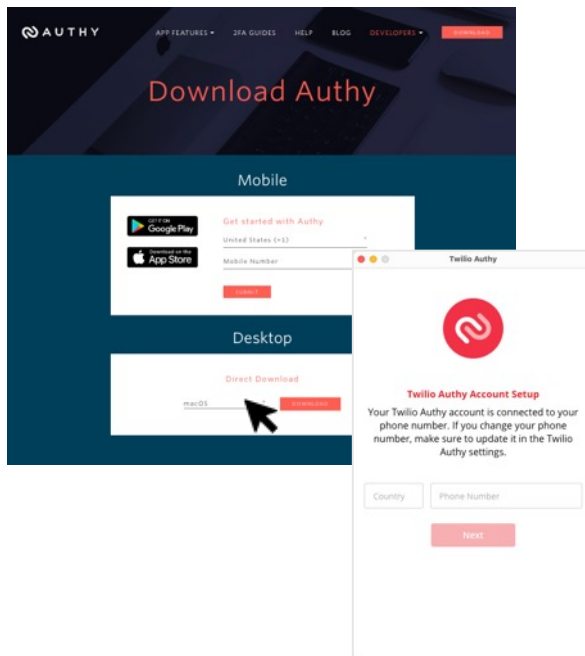 AUTHY
APP FEATURES 2FA GUIDES HELP BLOG DEVELOPERS DOWNLOAD
Download Authy
Mobile
GET IT ON
Google Play
Download on the
App Store
Get started with Authy
United States (+1)
Mobile Number
SUBMIT
Desktop
Direct Download
macOS
DOWNLOAD
Twilio Authy
Twilio Authy Account Setup
Your Twilio Authy account is connected to your
phone number. If you change your phone
number, make sure to update it in the Twilio
Authy settings.
Country Phone Number
Next